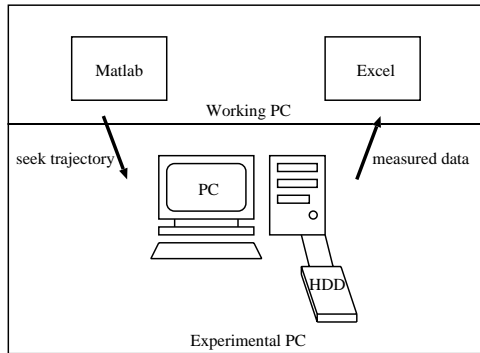 Matlab
Excel
Working PC
seek trajectory
measured data
PC
HDD
Experimental PC